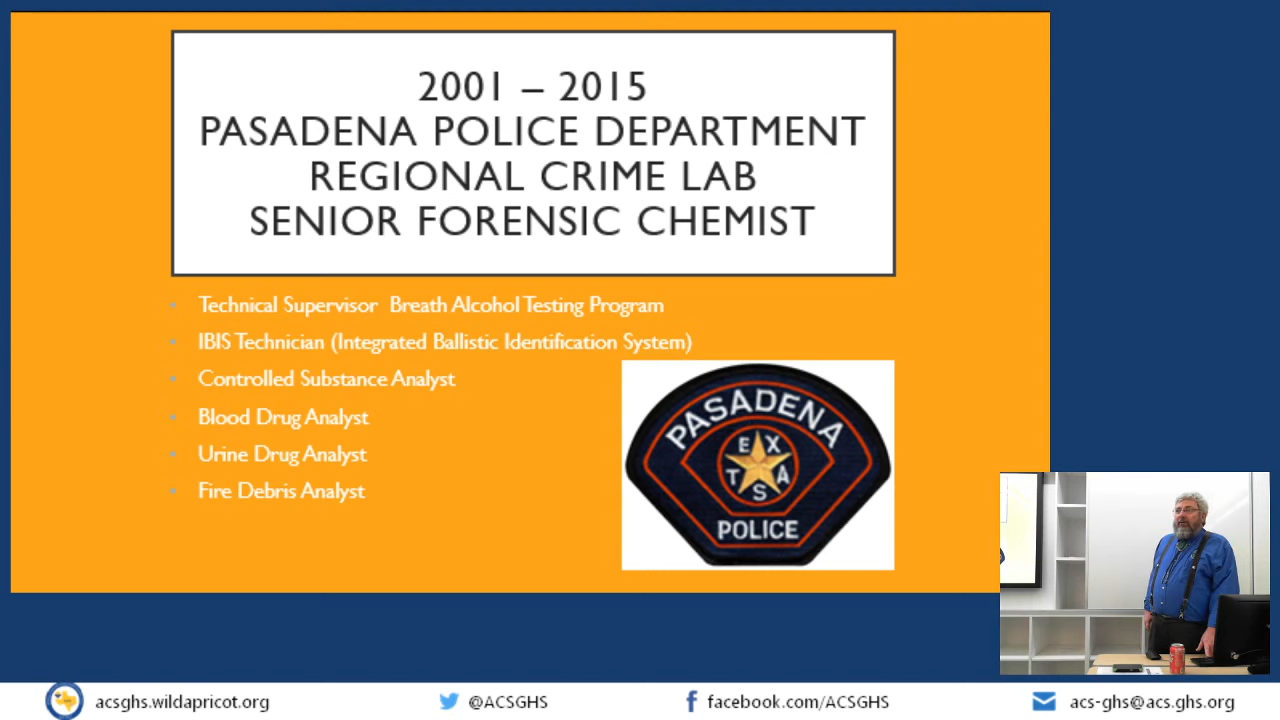 2001 – 2015
PASADENA POLICE DEPARTMENT
REGIONAL CRIME LAB
SENIOR FORENSIC CHEMIST
• Technical Supervisor Breath Alcohol Testing Program
• IBIS Technician (Integrated Ballistic Identification System)
• Controlled Substance Analyst
• Blood Drug Analyst
• Urine Drug Analyst
• Fire Debris Analyst
PASADENA
TEXAS
POLICE
acsghs.wildapricot.org
@ACSGHS
facebook.com/ACSGHS
acs-ghs@acs.ghs.org